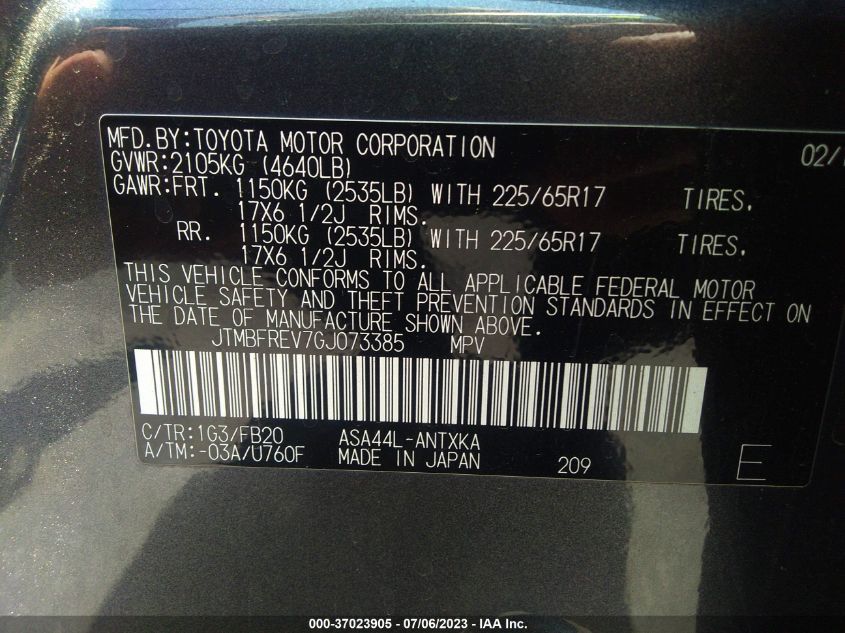 MFD.BY:TOYOTA MOTOR CORPORATION 02/
GVWR:2105KG (4640LB)
GAWR:FRT. 1150KG (2535LB) WITH 225/65R17 TIRES.
17X6 1/2J RIMS.
RR. 1150KG (2535LB) WITH 225/65R17 TIRES.
17X6 1/2J RIMS.
THIS VEHICLE CONFORMS TO ALL APPLICABLE FEDERAL MOTOR
VEHICLE SAFETY AND THEFT PREVENTION STANDARDS IN EFFECT ON
THE DATE OF MANUFACTURE SHOWN ABOVE.
JTMBFREV7GJ073385 MPV
C/TR:1G3/FB20 ASA44L-ANTXKA
A/TM:-03A/U760F MADE IN JAPAN 209 E
000-37023905 - 07/06/2023 - IAA Inc.